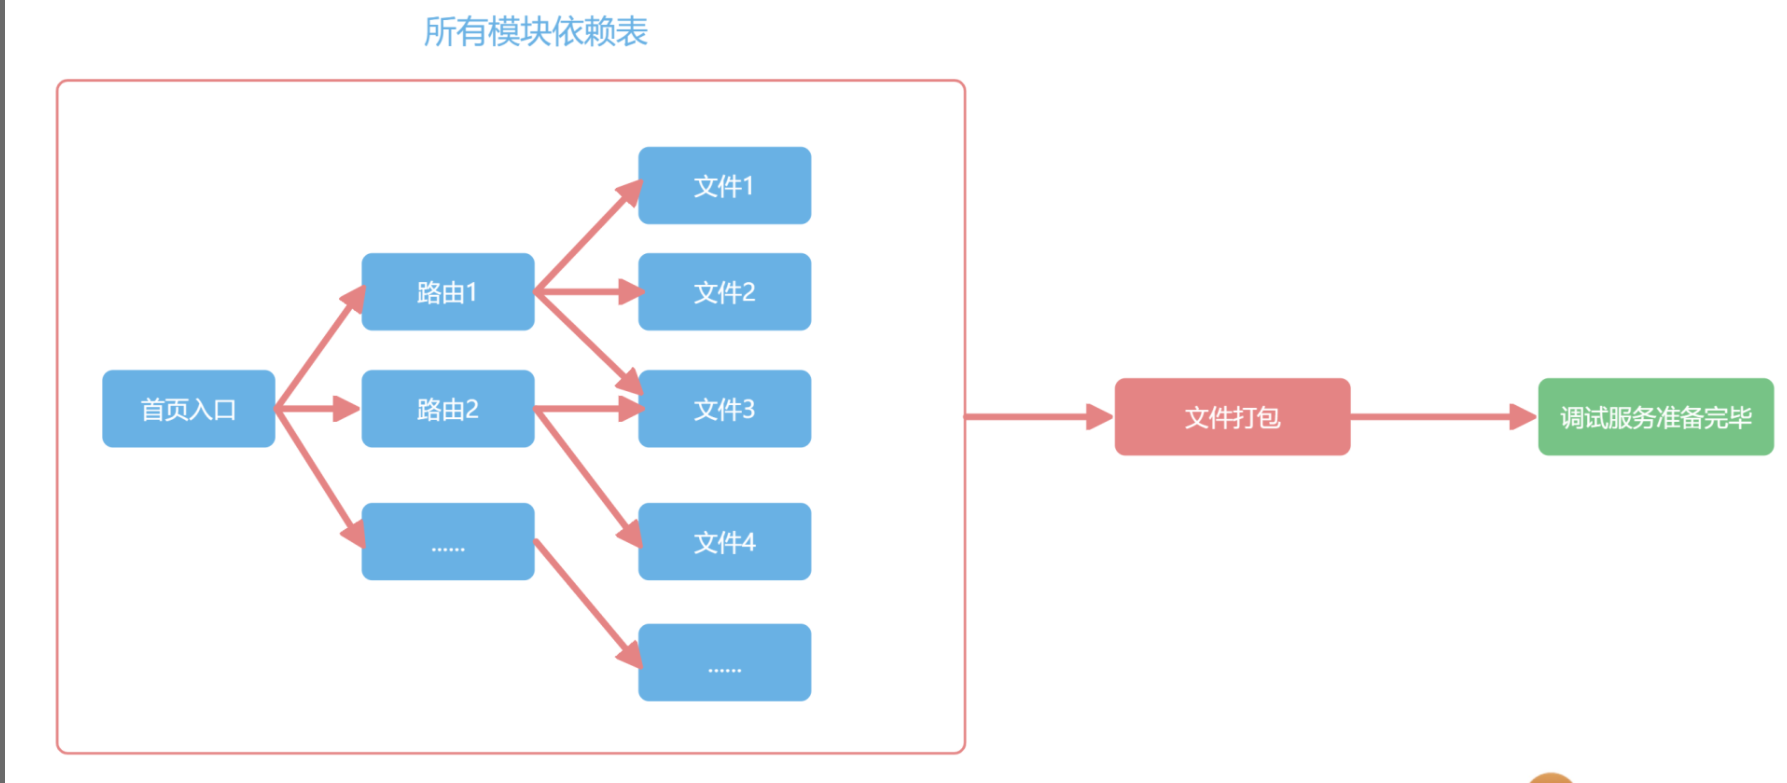 所有模块依赖表
文件1
路由1
文件2
首页入口
路由2
文件3
文件打包
调试服务准备完毕
......
文件4
......